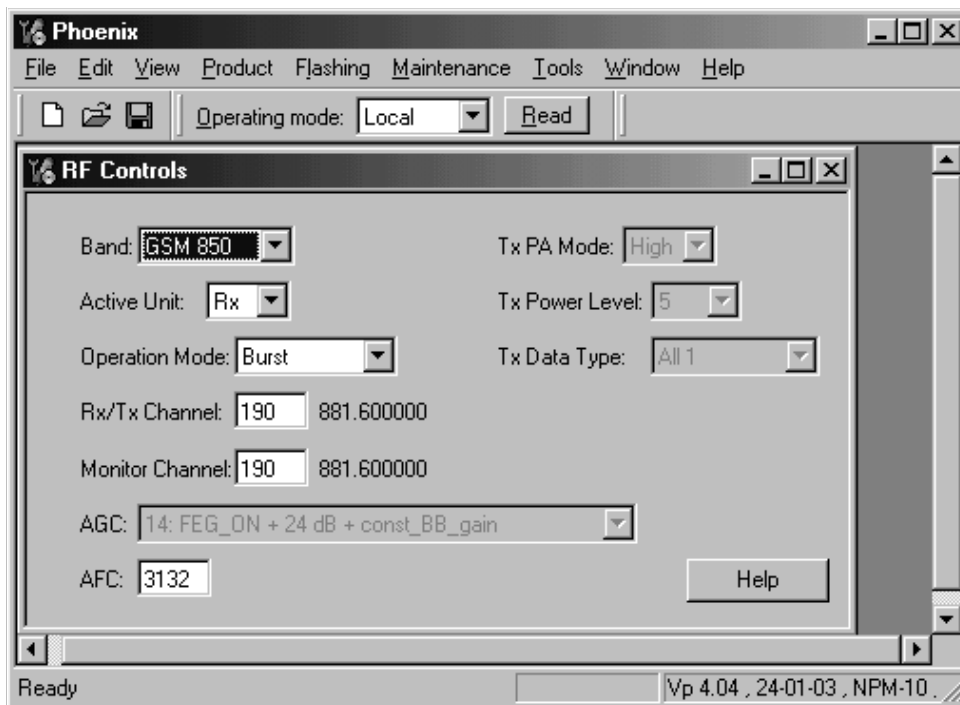 Phoenix
File Edit View Product Flashing Maintenance Tools Window Help
Operating mode: Local Read
RF Controls
Band: GSM 850 Tx PA Mode: High
Active Unit: Rx Tx Power Level: 5
Operation Mode: Burst Tx Data Type: All 1
Rx/Tx Channel: 190 881.600000
Monitor Channel: 190 881.600000
AGC: 14: FEG_ON + 24 dB + const_BB_gain
AFC: 3132 Help
Ready Vp 4.04 , 24-01-03 , NPM-10 .